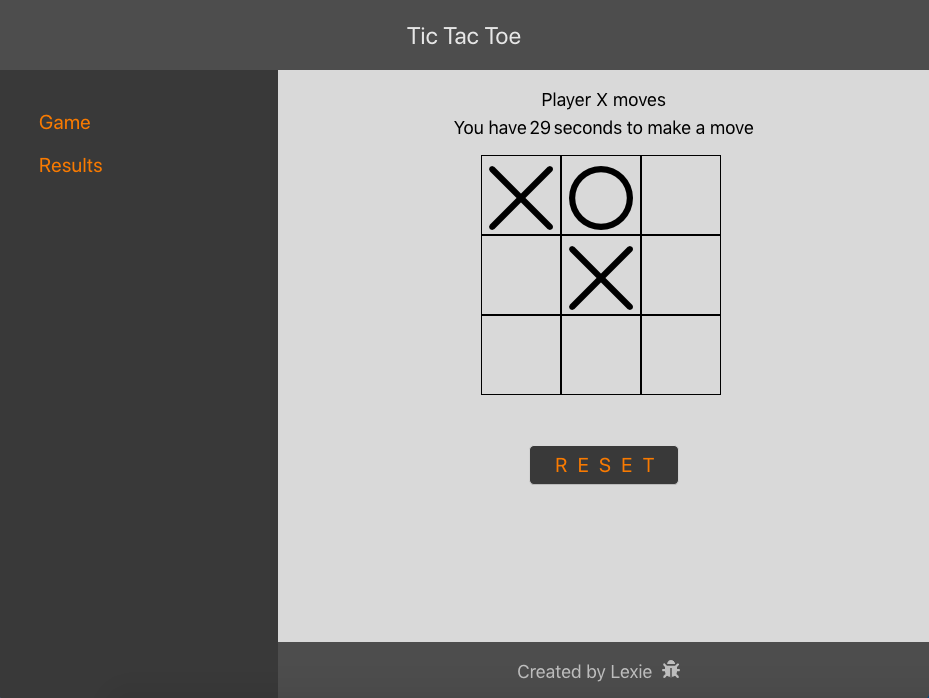 Tic Tac Toe
Game
Results
Player X moves
You have 29 seconds to make a move
X O
X
RESET
Created by Lexie